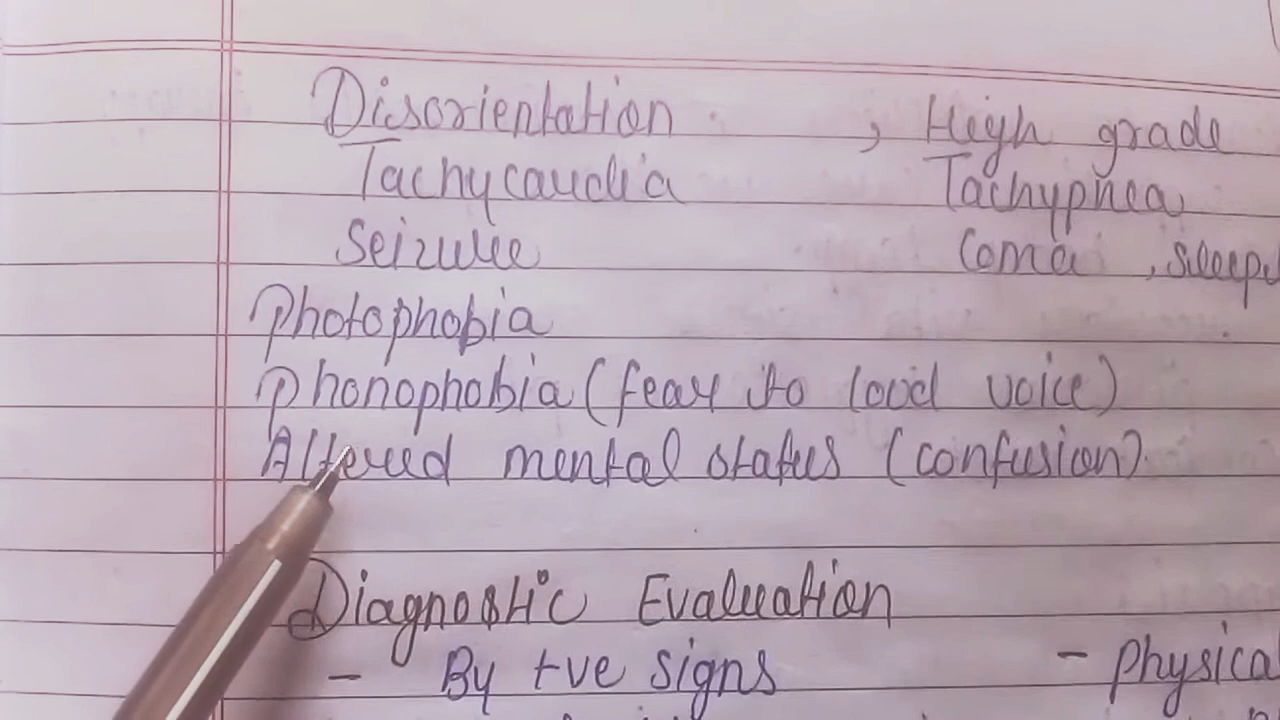 Disorientation , High grade
Tachycardia Tachypnea,
Seizure Coma , sleep
Photophobia
Phonophobia (fear to loud voice)
Altered mental status (confusion).
Diagnostic Evaluation
- By +ve signs - Physical